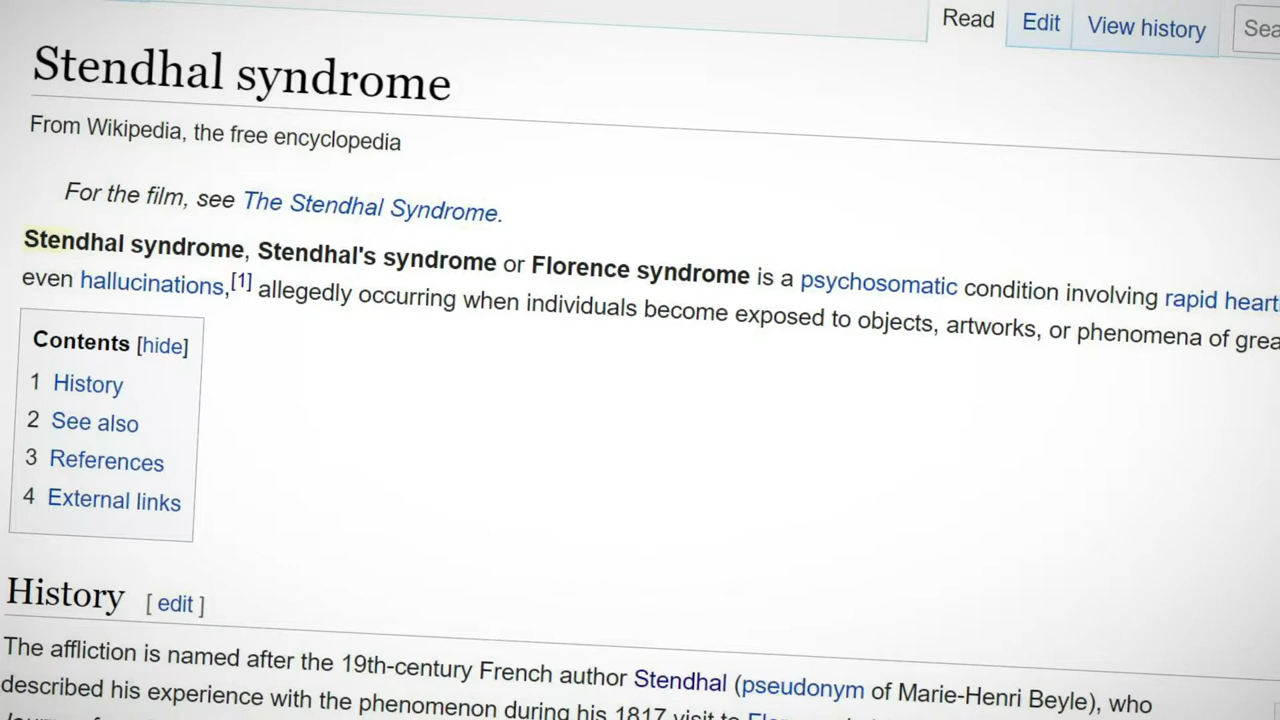 Read Edit View history
Stendhal syndrome
From Wikipedia, the free encyclopedia
For the film, see The Stendhal Syndrome.
Stendhal syndrome, Stendhal's syndrome or Florence syndrome is a psychosomatic condition involving rapid
even hallucinations,[1] allegedly occurring when individuals become exposed to objects, artworks, or phenomena of
Contents [hide]
1 History
2 See also
3 References
4 External links
History [ edit ]
The affliction is named after the 19th-century French author Stendhal (pseudonym of Marie-Henri Beyle), who
described his experience with the phenomenon during his 1817 visit to